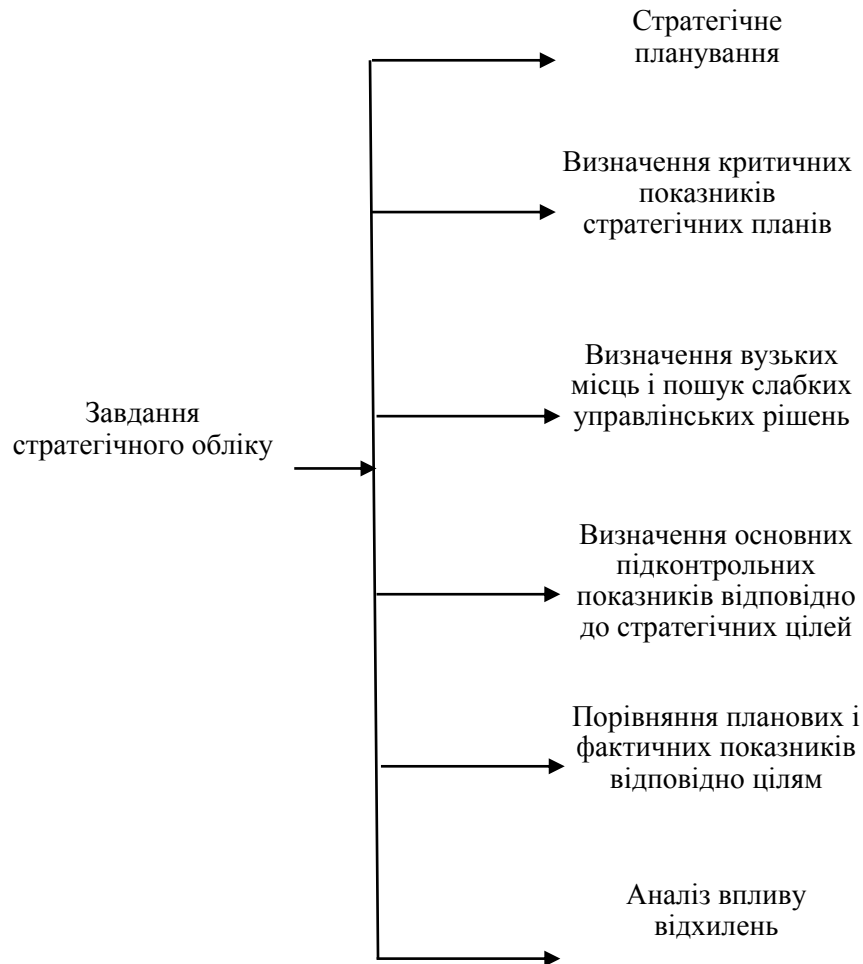 Стратегічне
планування
Визначення критичних
показників
стратегічних планів
Визначення вузьких
місць і пошук слабких
управлінських рішень
Завдання
стратегічного обліку
Визначення основних
підконтрольних
показників відповідно
до стратегічних цілей
Порівняння планових і
фактичних показників
відповідно цілям
Аналіз впливу
відхилень